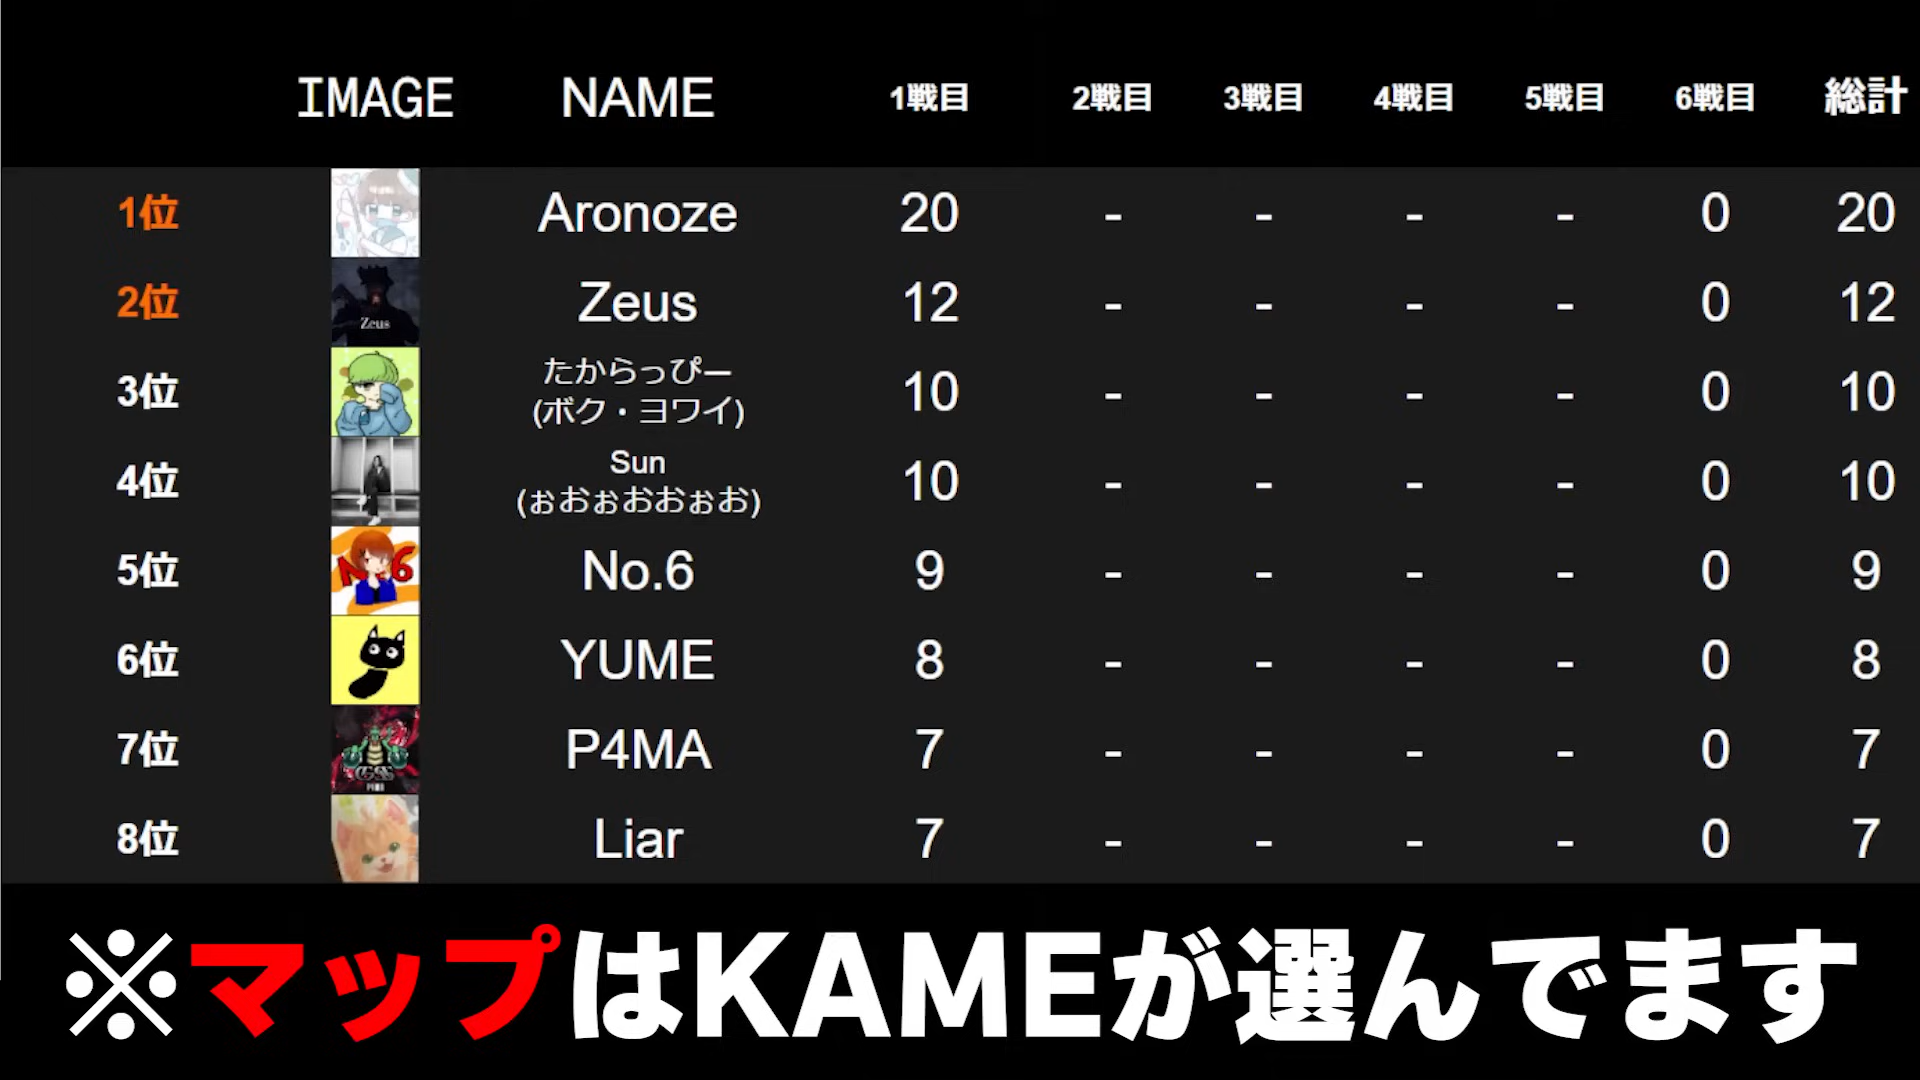 IMAGE NAME 1戦目 2戦目 3戦目 4戦目 5戦目 6戦目 総計
1位 Aronoze 20 - - - - 0 20
2位 Zeus Zeus 12 - - - - 0 12
3位 たからっぴー
(ボク・ヨワイ) 10 - - - - 0 10
4位 Sun
(ぉおぉおおぉお) 10 - - - - 0 10
5位 No.6 9 - - - - 0 9
6位 YUME 8 - - - - 0 8
7位 P4MA 7 - - - - 0 7
8位 Liar 7 - - - - 0 7
※マップはKAMEが選んでます